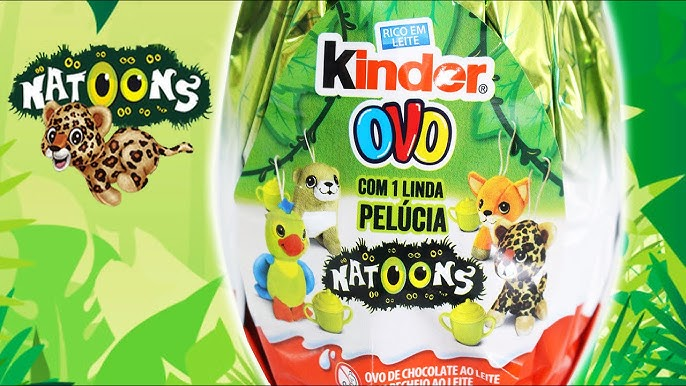 NATOONS
RICO EM
LEITE
Kinder
OVO
COM 1 LINDA
PELÚCIA
NATOONS
OVO DE CHOCOLATE AO LEITE
RECHEIO AO LEITE